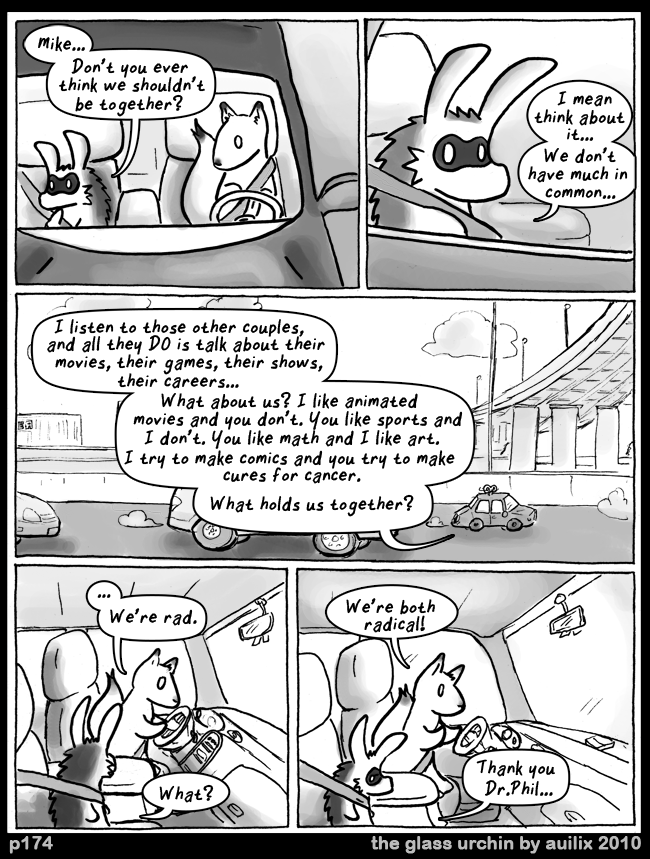 Mike...
Don't you ever
think we shouldn't
be together?
I mean
think about
it...
We don't
have much in
common...
I listen to those other couples,
and all they DO is talk about their
movies, their games, their shows,
their careers...
What about us? I like animated
movies and you don't. You like sports and
I don't. You like math and I like art.
I try to make comics and you try to make
cures for cancer.
What holds us together?
...
We're rad.
What?
We're both
radical!
Thank you
Dr.Phil...
p174
the glass urchin by auilix 2010